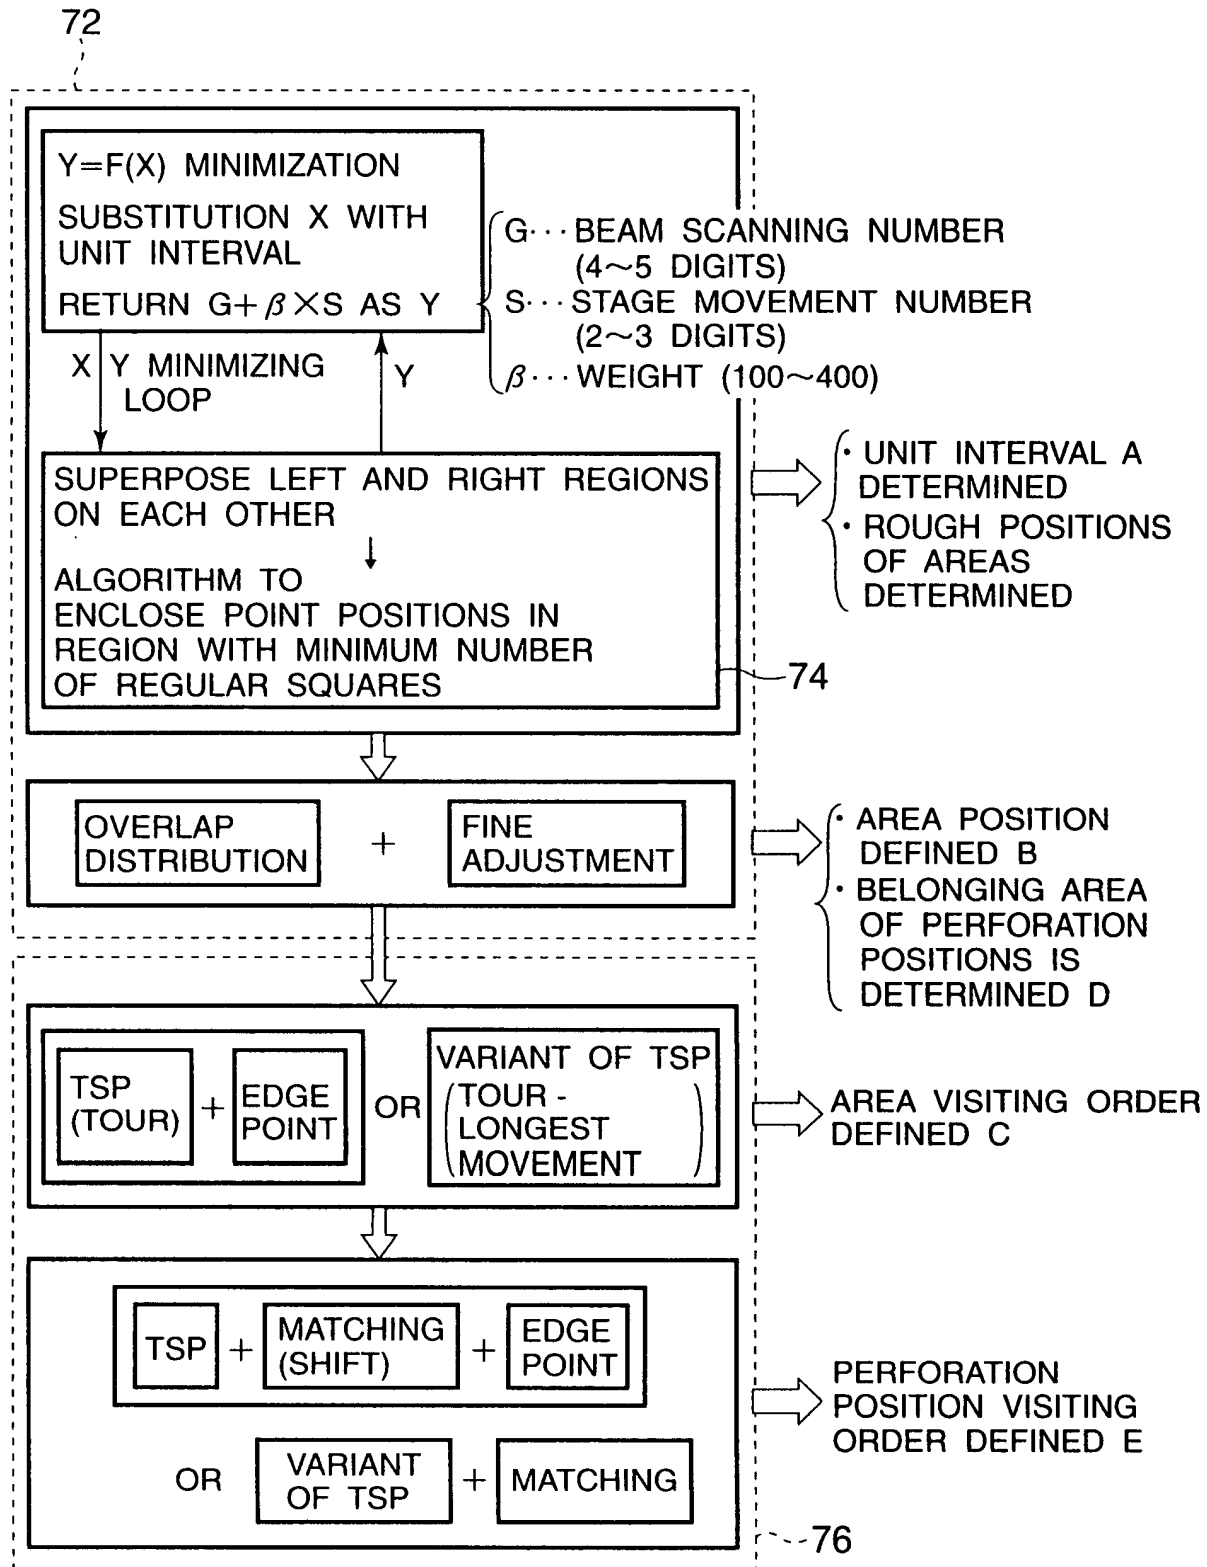 72
Y=F(X) MINIMIZATION
SUBSTITUTION X WITH
UNIT INTERVAL
RETURN G+β×S AS Y
G··· BEAM SCANNING NUMBER
(4~5 DIGITS)
S··· STAGE MOVEMENT NUMBER
(2~3 DIGITS)
β··· WEIGHT (100~400)
X
Y MINIMIZING
LOOP
Y
SUPERPOSE LEFT AND RIGHT REGIONS
ON EACH OTHER
ALGORITHM TO
ENCLOSE POINT POSITIONS IN
REGION WITH MINIMUM NUMBER
OF REGULAR SQUARES
74
· UNIT INTERVAL A
DETERMINED
· ROUGH POSITIONS
OF AREAS
DETERMINED
OVERLAP
DISTRIBUTION
+
FINE
ADJUSTMENT
· AREA POSITION
DEFINED B
· BELONGING AREA
OF PERFORATION
POSITIONS IS
DETERMINED D
TSP
(TOUR)
+
EDGE
POINT
OR
VARIANT OF TSP
(TOUR -
LONGEST
MOVEMENT)
AREA VISITING ORDER
DEFINED C
TSP
+
MATCHING
(SHIFT)
+
EDGE
POINT
OR
VARIANT
OF TSP
+
MATCHING
PERFORATION
POSITION VISITING
ORDER DEFINED E
76